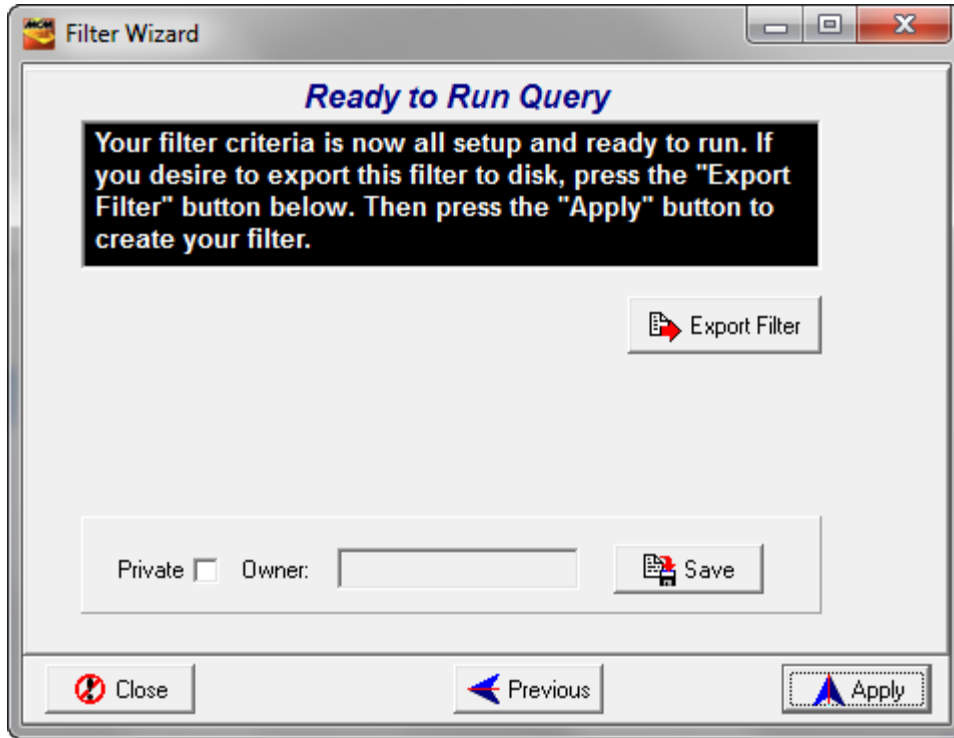 MCM
Filter Wizard
Ready to Run Query
Your filter criteria is now all setup and ready to run. If
you desire to export this filter to disk, press the "Export
Filter" button below. Then press the "Apply" button to
create your filter.
Export Filter
Private Owner: Save
Close Previous Apply